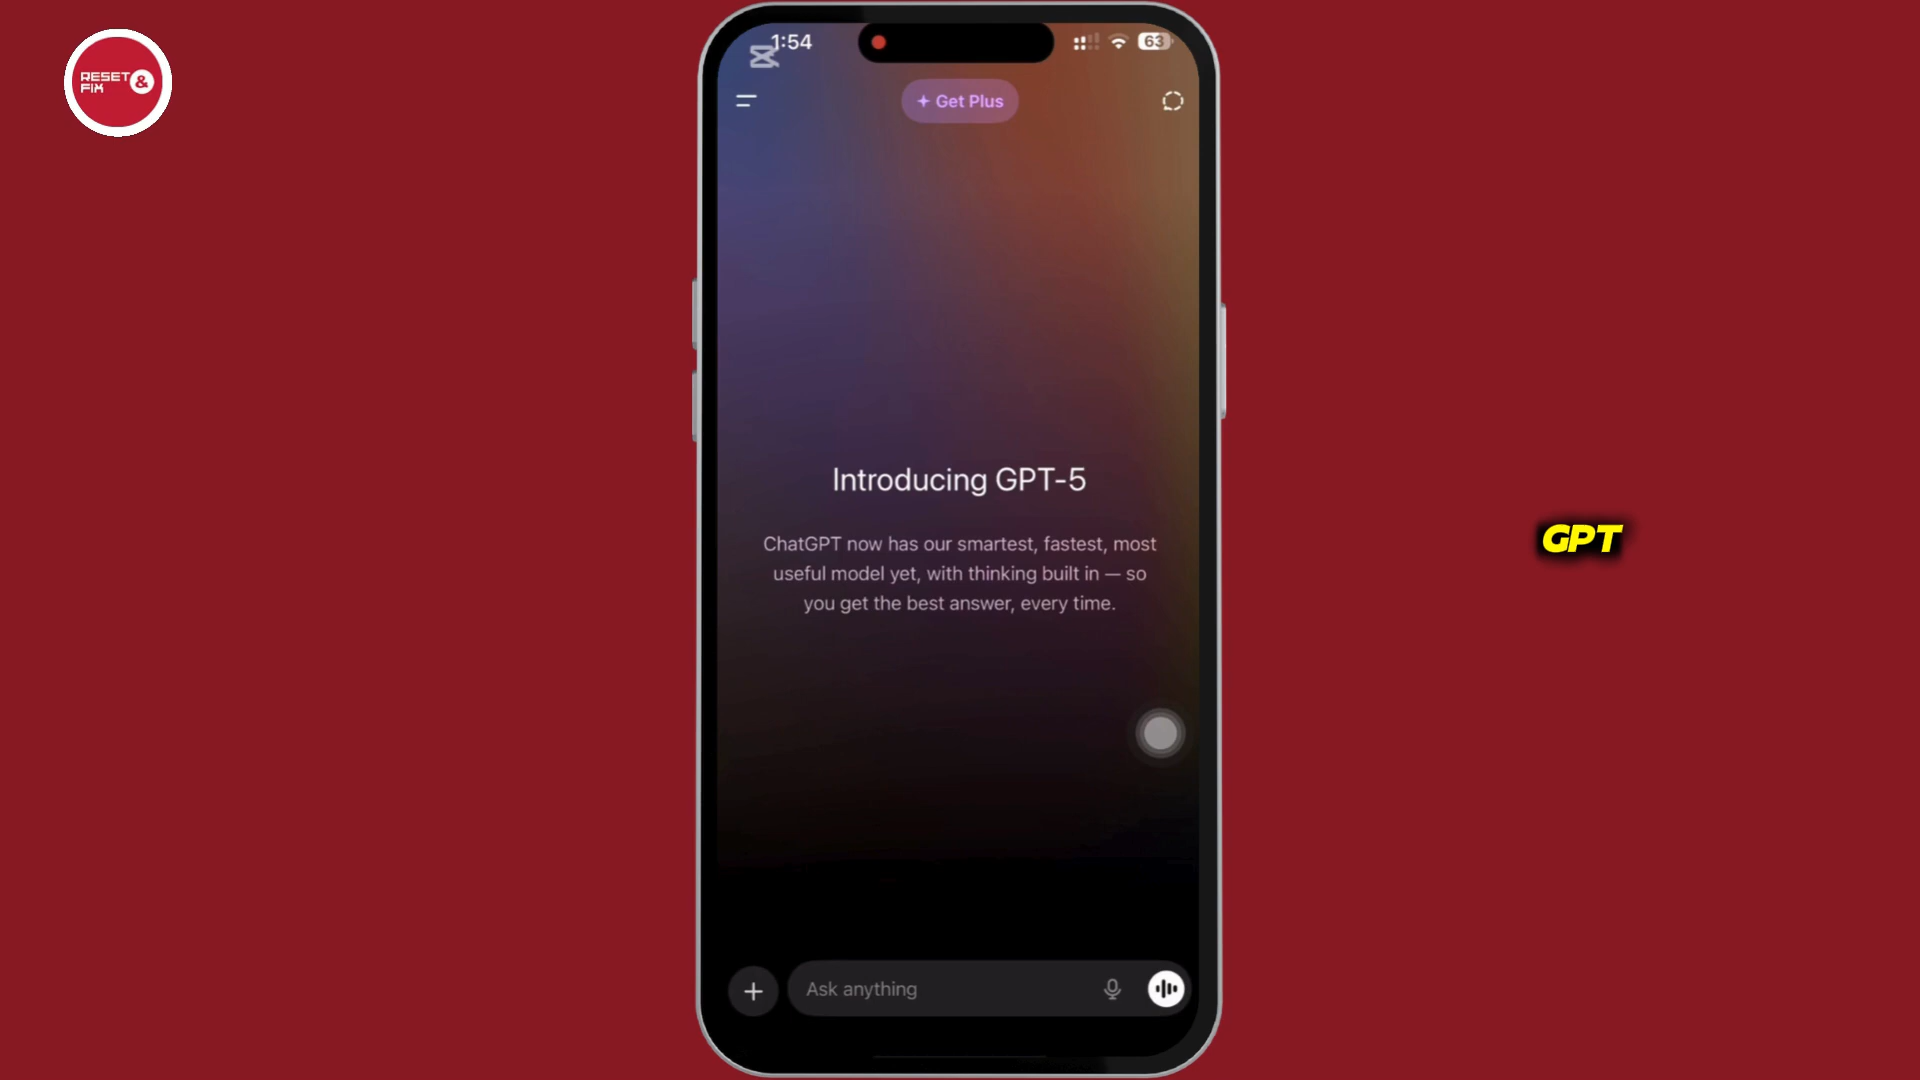 RESET &
FIX
1:54
63
Get Plus
Introducing GPT-5
ChatGPT now has our smartest, fastest, most
useful model yet, with thinking built in — so
you get the best answer, every time.
GPT
Ask anything